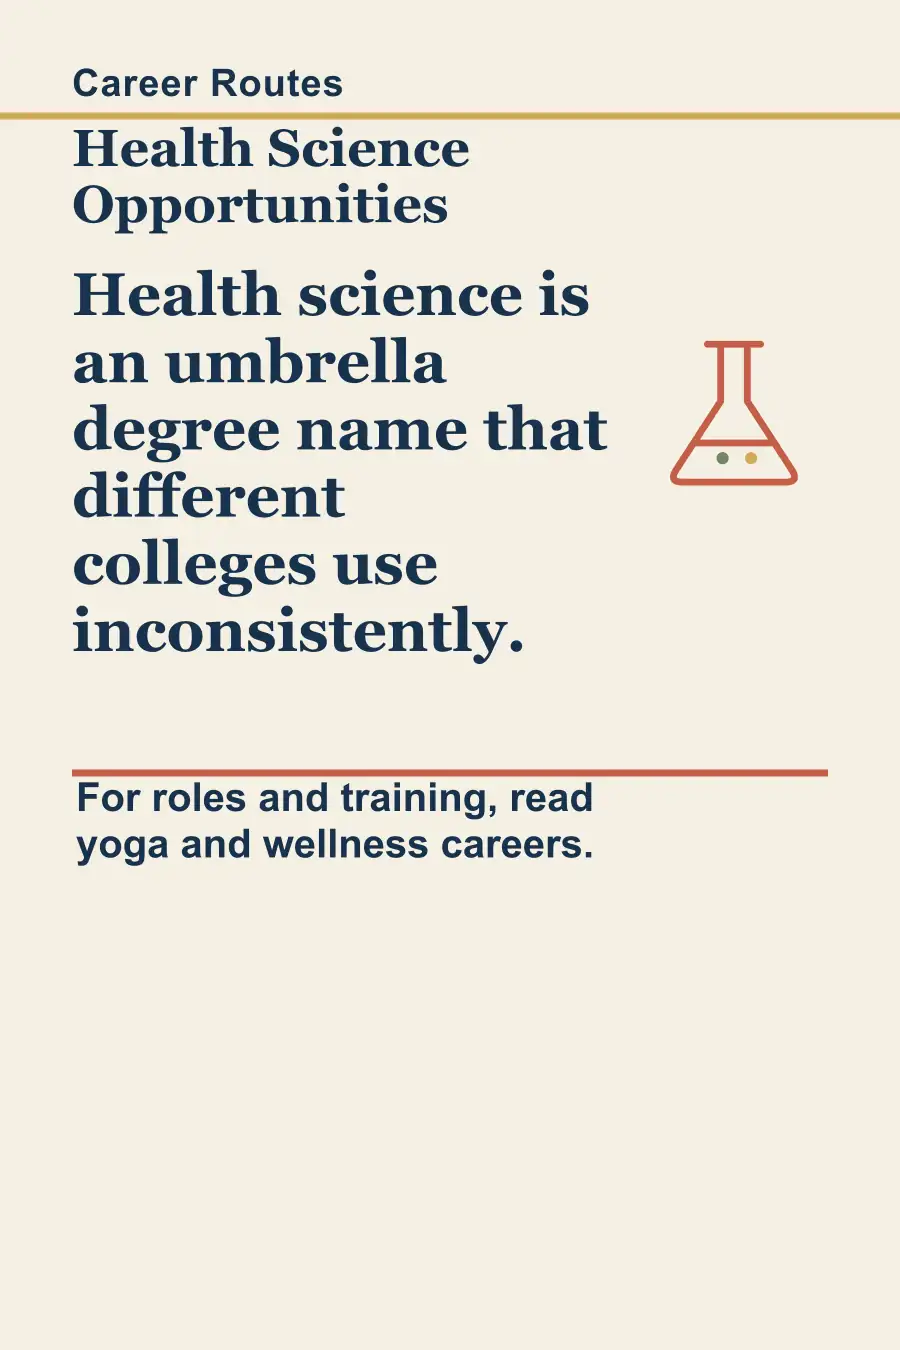 Career Routes
Health Science
Opportunities
Health science is
an umbrella
degree name that
different
colleges use
inconsistently.
For roles and training, read
yoga and wellness careers.